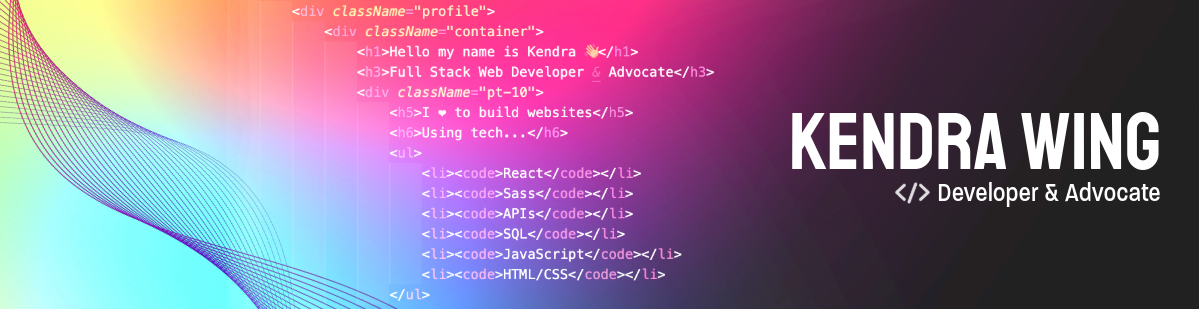 <div className="profile">
<div className="container">
<h1>Hello my name is Kendra 👋</h1>
<h3>Full Stack Web Developer & Advocate</h3>
<div className="pt-10">
<h5>I ❤ to build websites</h5>
<h6>Using tech...</h6>
<ul>
<li><code>React</code></li>
<li><code>Sass</code></li>
<li><code>APIs</code></li>
<li><code>SQL</code></li>
<li><code>JavaScript</code></li>
<li><code>HTML/CSS</code></li>
</ul>
KENDRA WING
</> Developer & Advocate